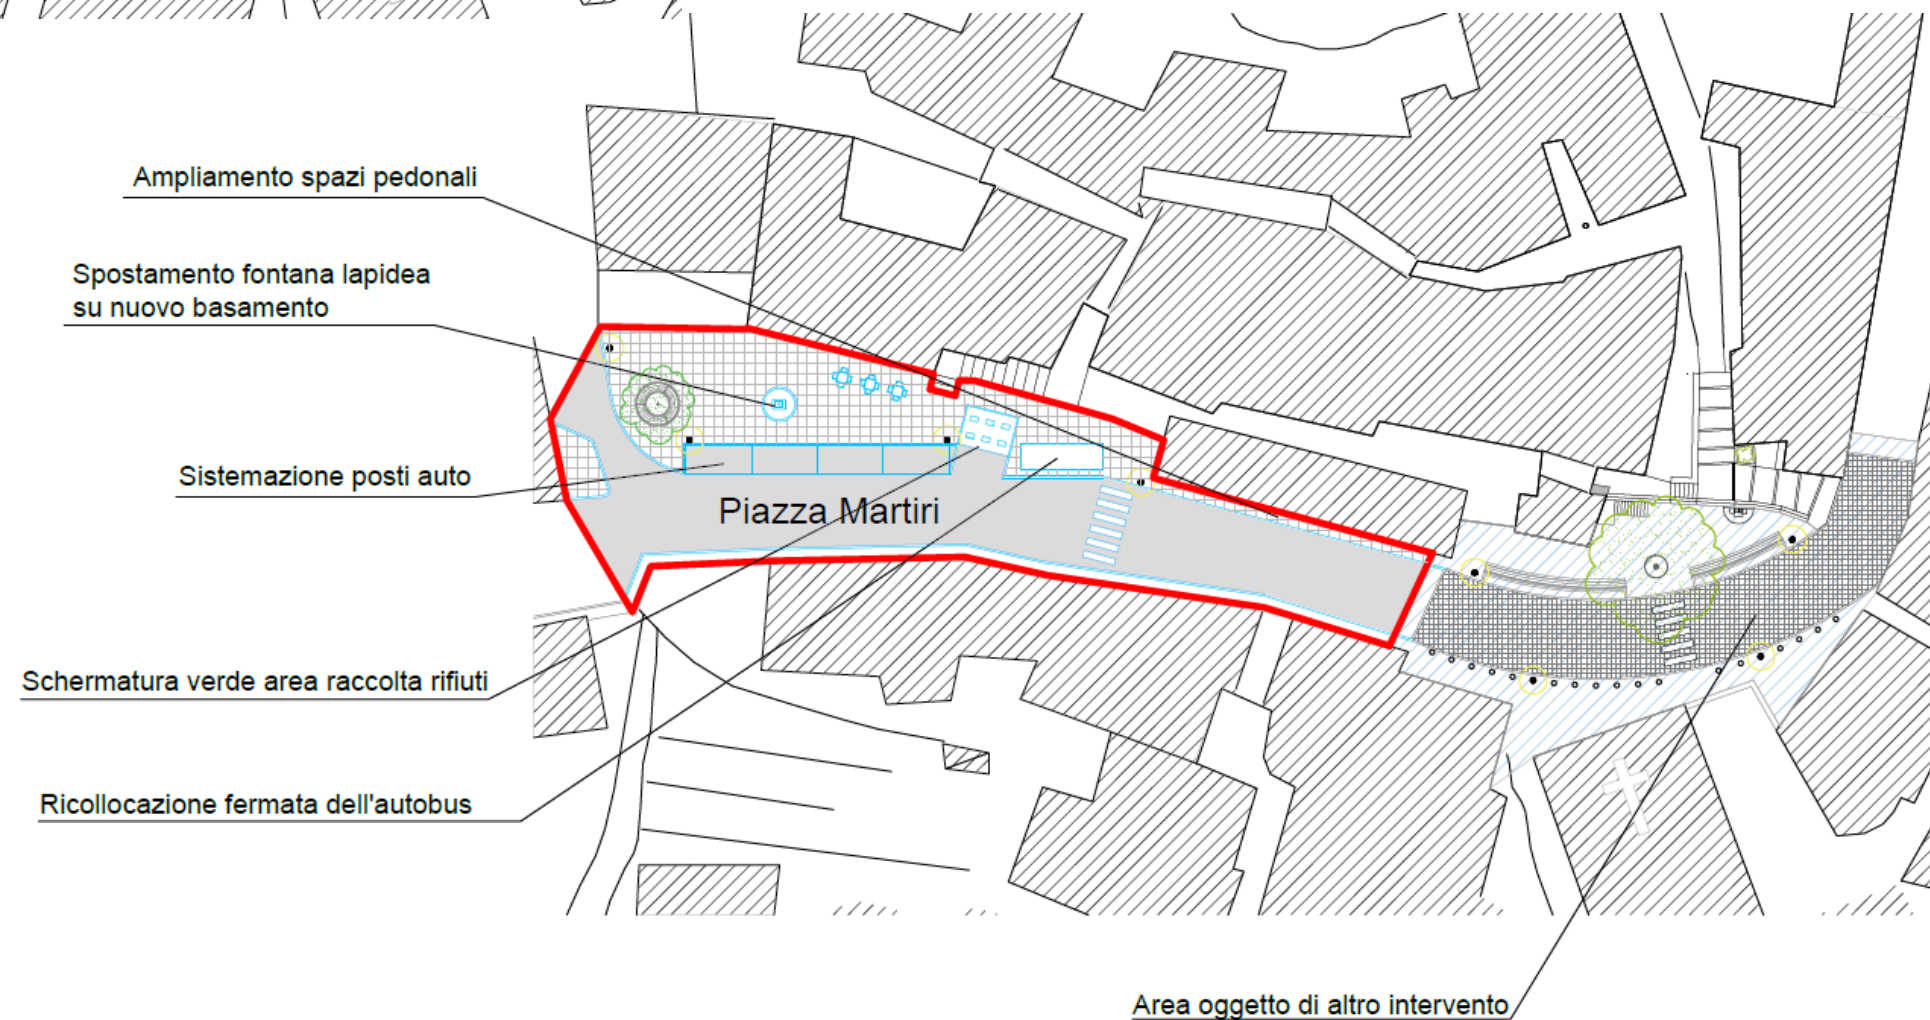 Ampliamento spazi pedonali
Spostamento fontana lapidea
su nuovo basamento
Sistemazione posti auto
Piazza Martiri
Schermatura verde area raccolta rifiuti
Ricollocazione fermata dell'autobus
Area oggetto di altro intervento